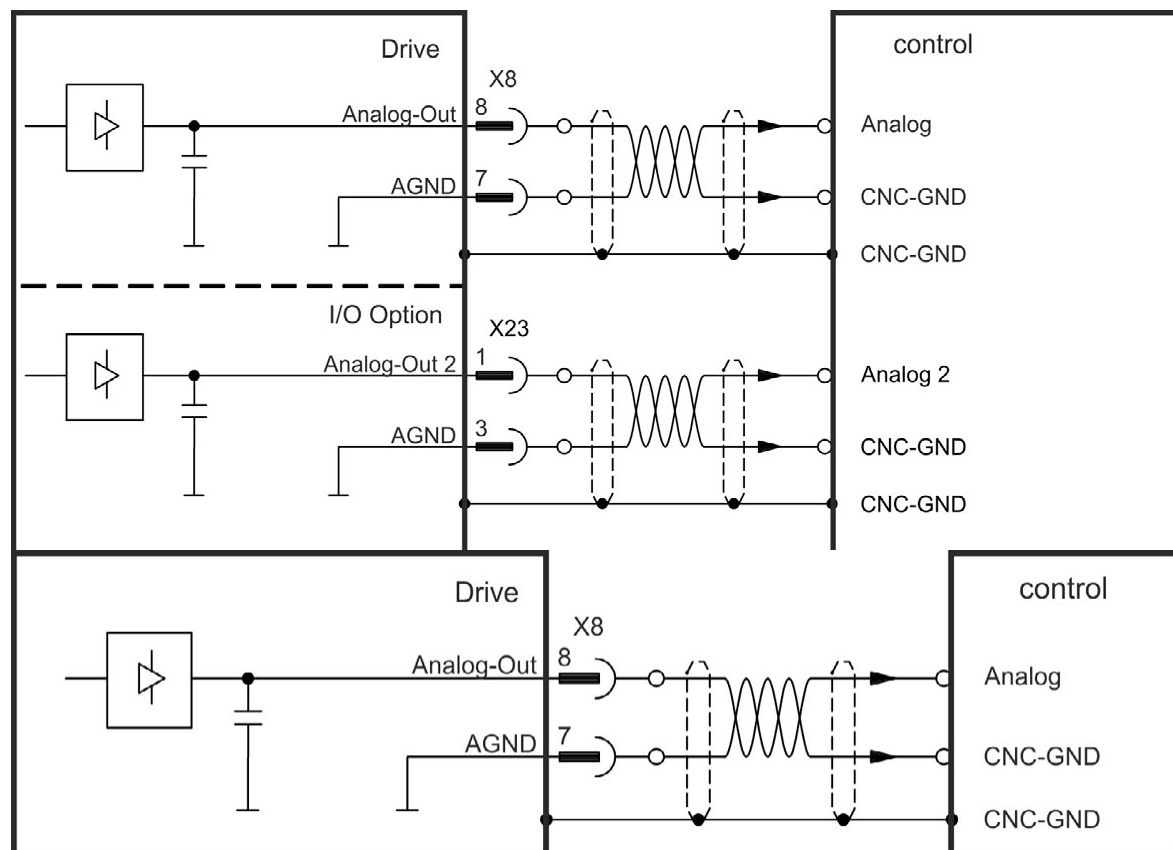 Drive
control
X8
Analog-Out
8
Analog
AGND
7
CNC-GND
CNC-GND
I/O Option
X23
Analog-Out 2
1
Analog 2
AGND
3
CNC-GND
CNC-GND
Drive
control
X8
Analog-Out
8
Analog
AGND
7
CNC-GND
CNC-GND